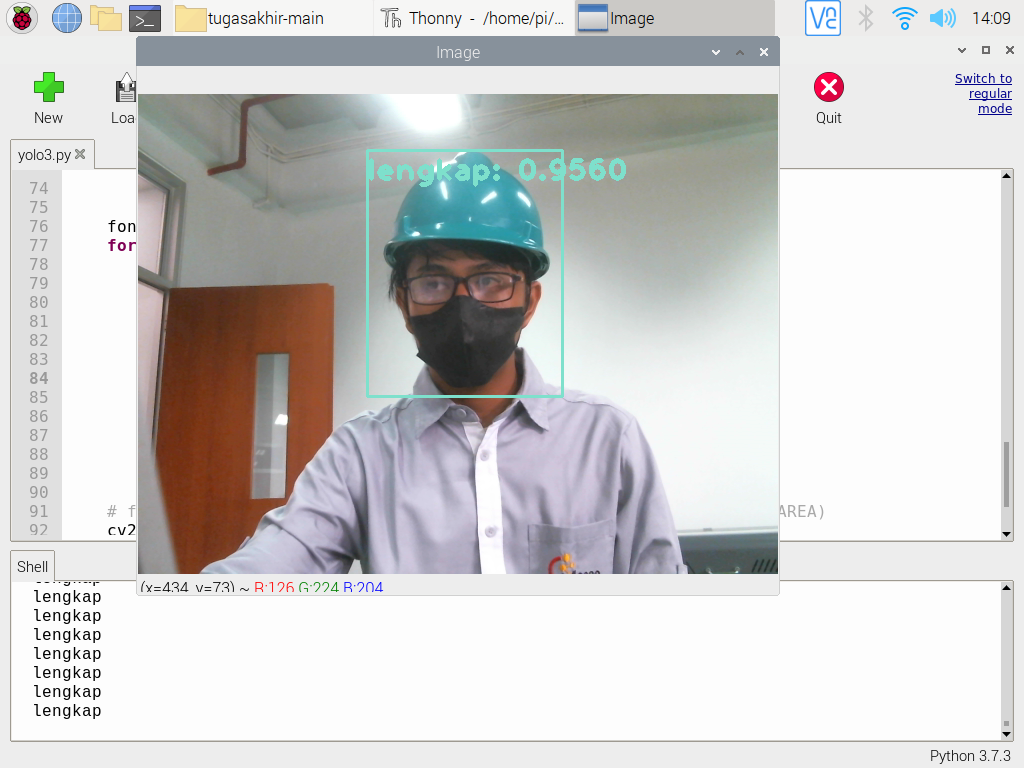 tugasakhir-main
Thonny - /home/pi/...
Image
14:09
Image
New
Quit
Switch to
regular
mode
yolo3.py
lengkap: 0.9560
74
75
76 fon
77 for
78
79
80
81
82
83
84
85
86
87
88
89
90
91 # f AREA)
92 cv2
(x=434, y=73) ~ R:126 G:224 B:204
Shell
lengkap
lengkap
lengkap
lengkap
lengkap
lengkap
lengkap
lengkap
Python 3.7.3